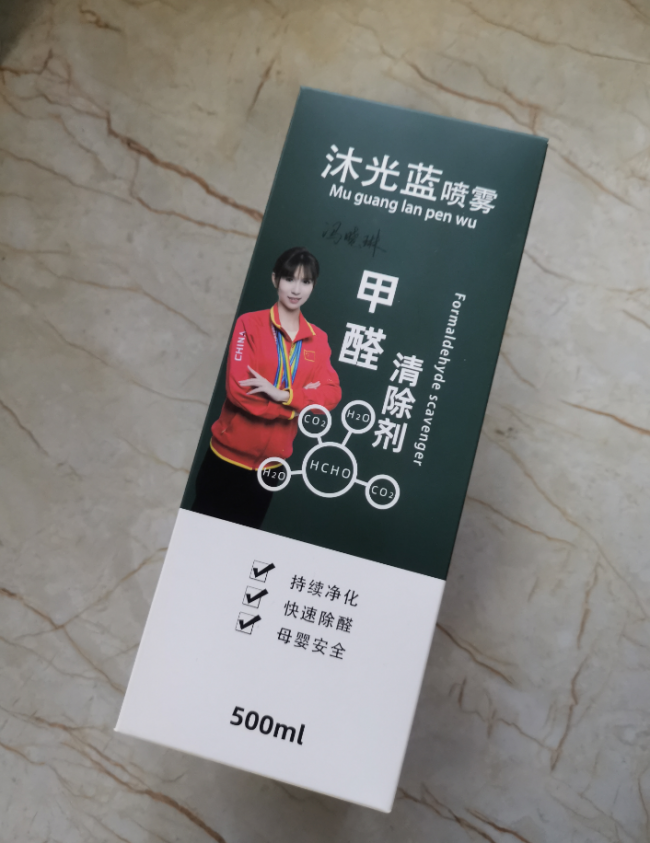 沐光蓝喷雾
Mu guang lan pen wu
甲醛
清除剂
Formaldehyde scavenger
CHINA
CO₂
H₂O
HCHO
H₂O
CO₂
持续净化
快速除醛
母婴安全
500ml